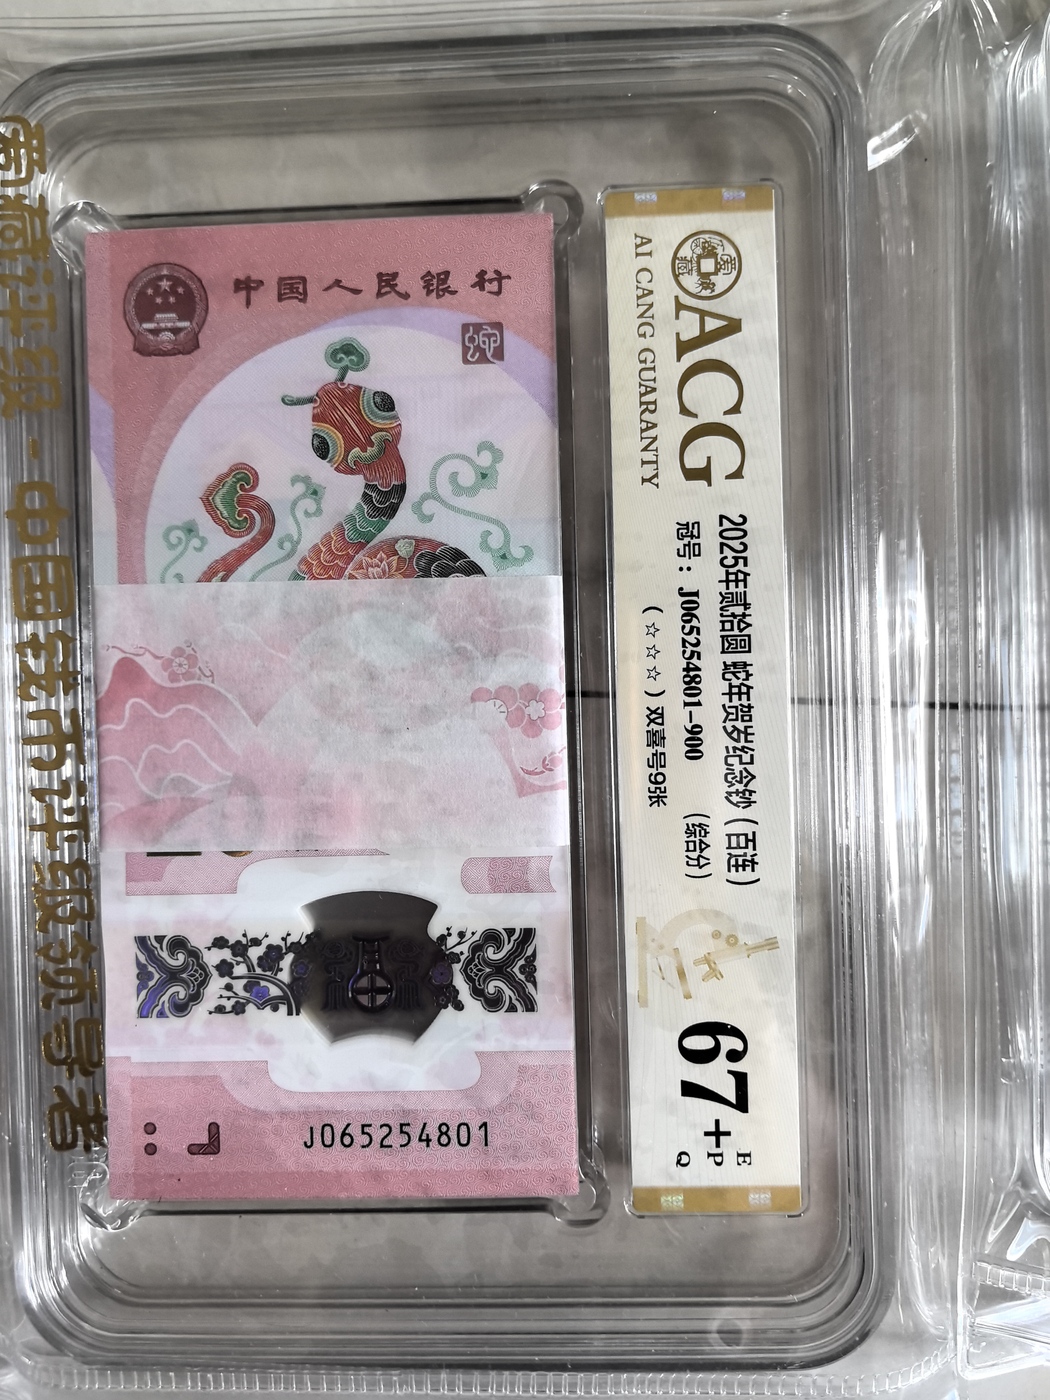 爱藏评级-中国钱币评级领导者
中国人民银行
蛇
J065254801
爱藏
ACG
AI CANG GUARANTY
2025年贰拾圆 蛇年贺岁纪念钞(百连)
冠号:J065254801-900 (综合分)
(☆☆☆)双喜号9张
67+
E
P
Q